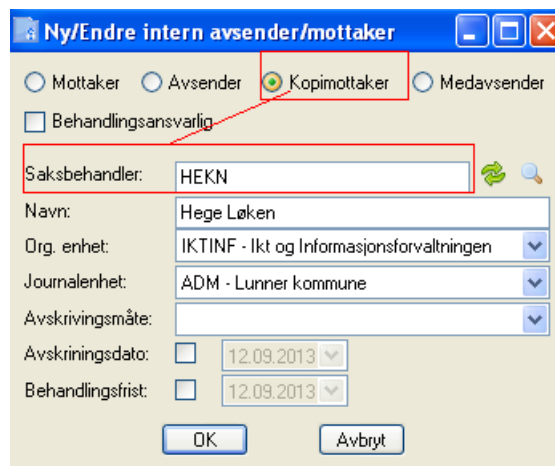 Ny/Endre intern avsender/mottaker
Mottaker Avsender Kopimottaker Medavsender
Behandlingsansvarlig
Saksbehandler: HEKN
Navn: Hege Løken
Org. enhet: IKTINF - Ikt og Informasjonsforvaltningen
Journalenhet: ADM - Lunner kommune
Avskrivingsmåte:
Avskriningsdato: 12.09.2013
Behandlingsfrist: 12.09.2013
OK Avbryt